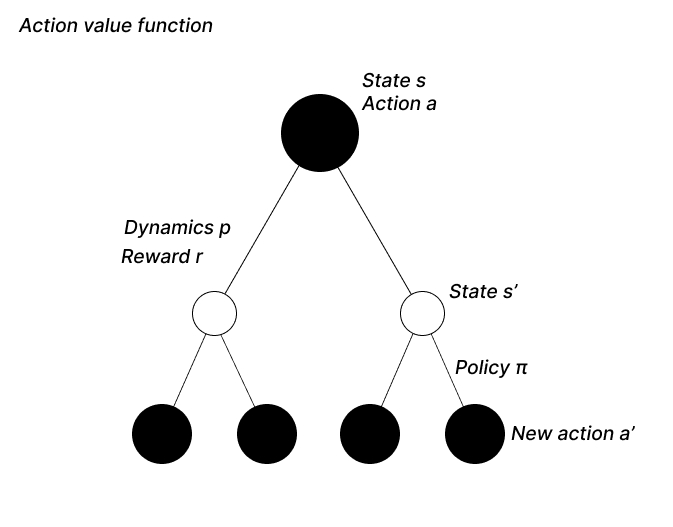 Action value function
State s
Action a
Dynamics p
Reward r
State s’
Policy π
New action a’